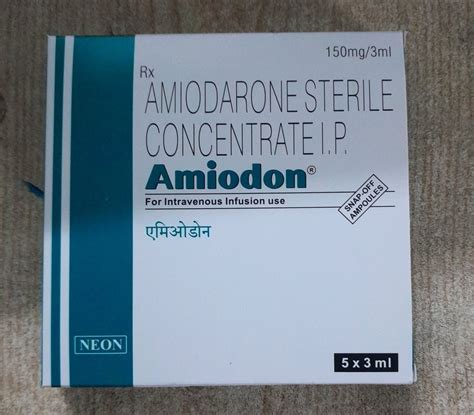 150mg/3ml
Rx
AMIODARONE STERILE
CONCENTRATE I.P.
Amiodon®
For Intravenous Infusion use
SNAP-OFF
AMPOULES
एमिओडोन
NEON
5 x 3 ml